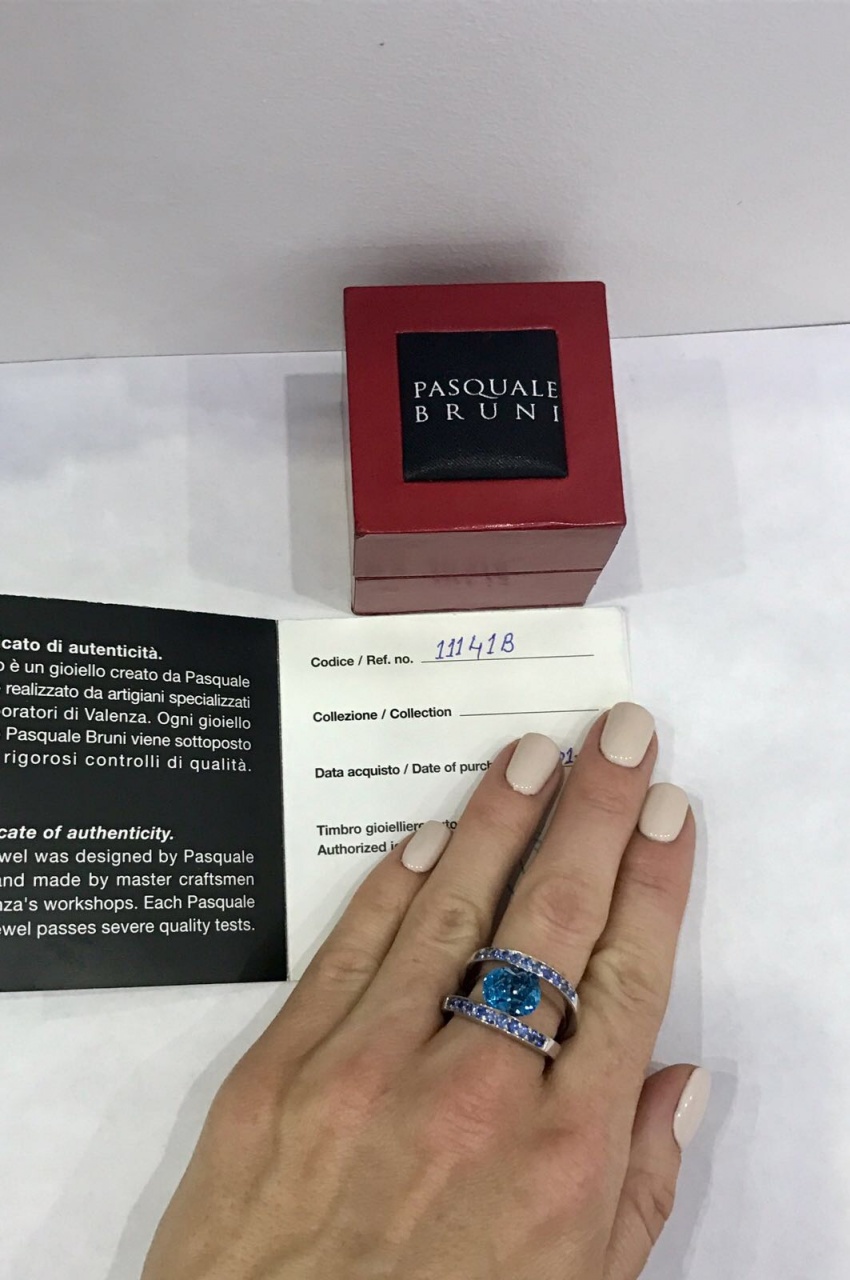 PASQUALE
BRUNI
cato di autenticità.
è un gioiello creato da Pasquale
realizzato da artigiani specializzati
oratori di Valenza. Ogni gioiello
Pasquale Bruni viene sottoposto
rigorosi controlli di qualità.
cate of authenticity.
wel was designed by Pasquale
and made by master craftsmen
nza's workshops. Each Pasquale
ewel passes severe quality tests.
Codice / Ref. no. 11141B
Collezione / Collection
Data acquisto / Date of purch
Timbro gioielliere
Authorized